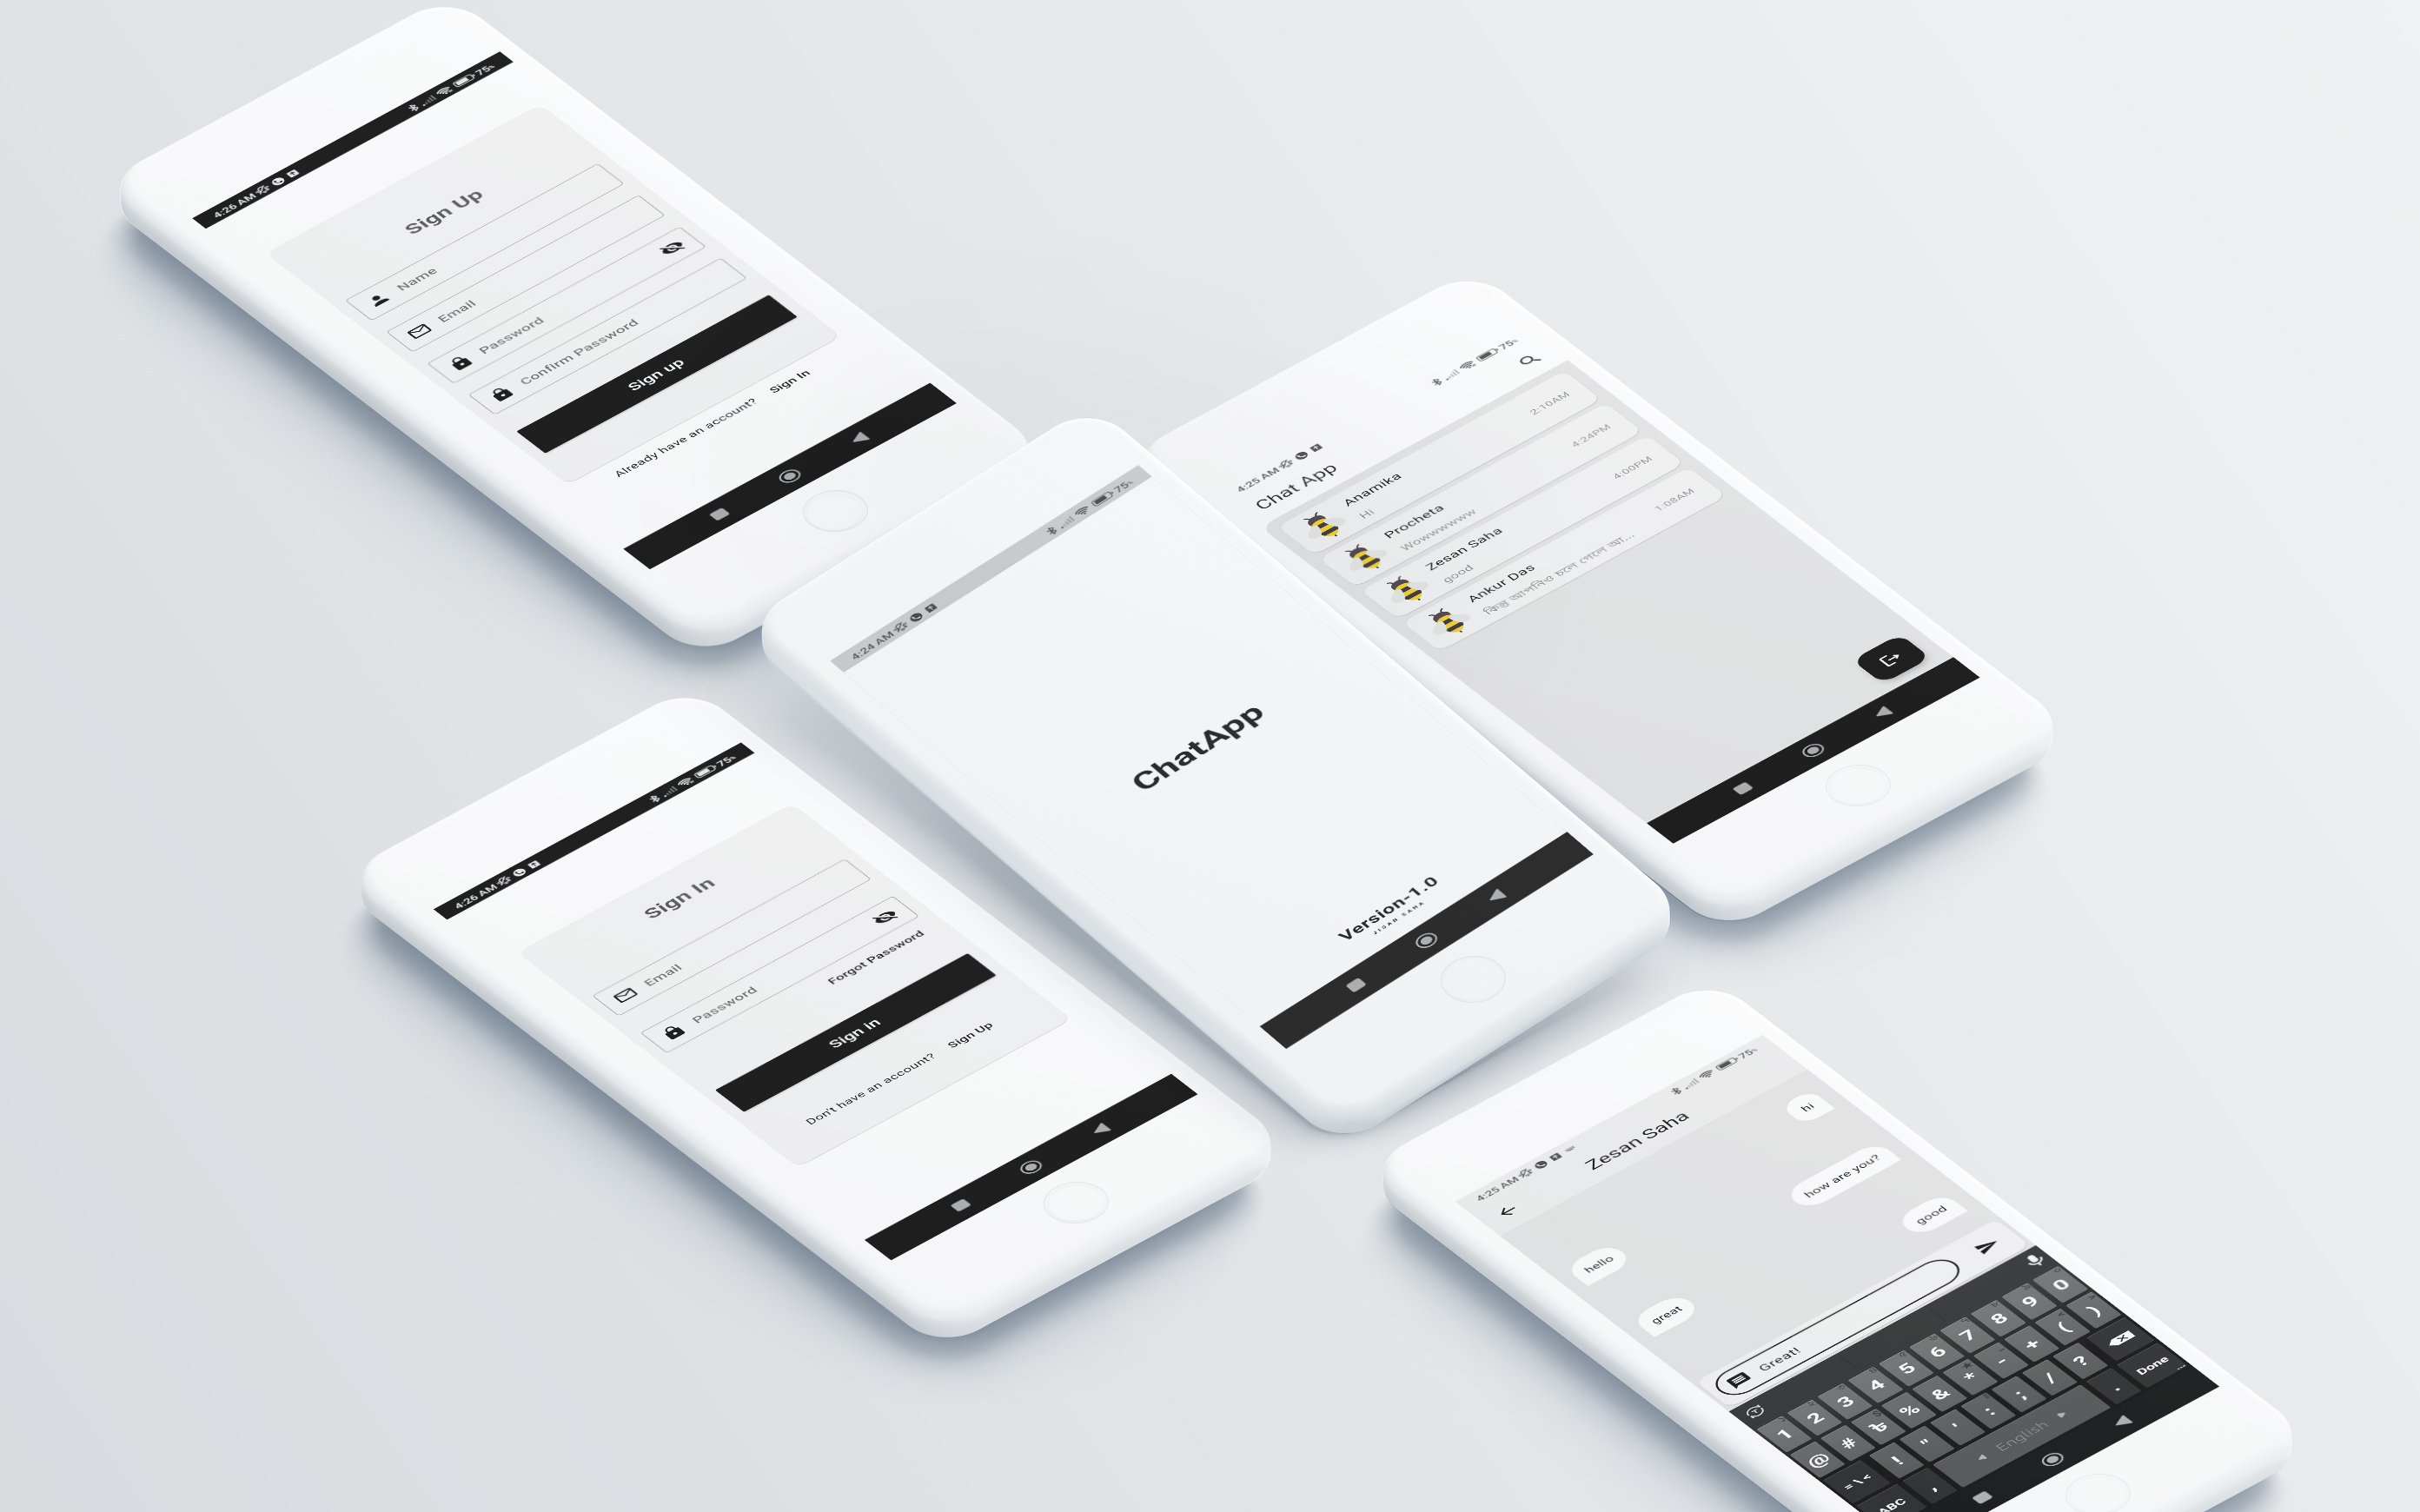 4:26 AM
75%
Sign Up
Name
Email
Password
Confirm Password
Sign up
Already have an account? Sign In
4:25 AM
75%
Chat App
Anamika
2:10AM
Hi
Procheta
4:24PM
Wowwwwww
Zesan Saha
4:00PM
good
Ankur Das
1:08AM
কিন্তু আপনিও হলে পেলে আ...
4:24 AM
75%
ChatApp
Version-1.0
JISAN SAHA
4:26 AM
75%
Sign In
Email
Password
Forgot Password
Sign in
Don't have an account? Sign Up
4:25 AM
75%
Zesan Saha
hi
how are you?
good
hello
great
Great!
1 2 3 4 5 6 7 8 9 0
@ # ৳ % & * - + ( )
= \ < ! " ' : ; / ?
ABC , English . Done